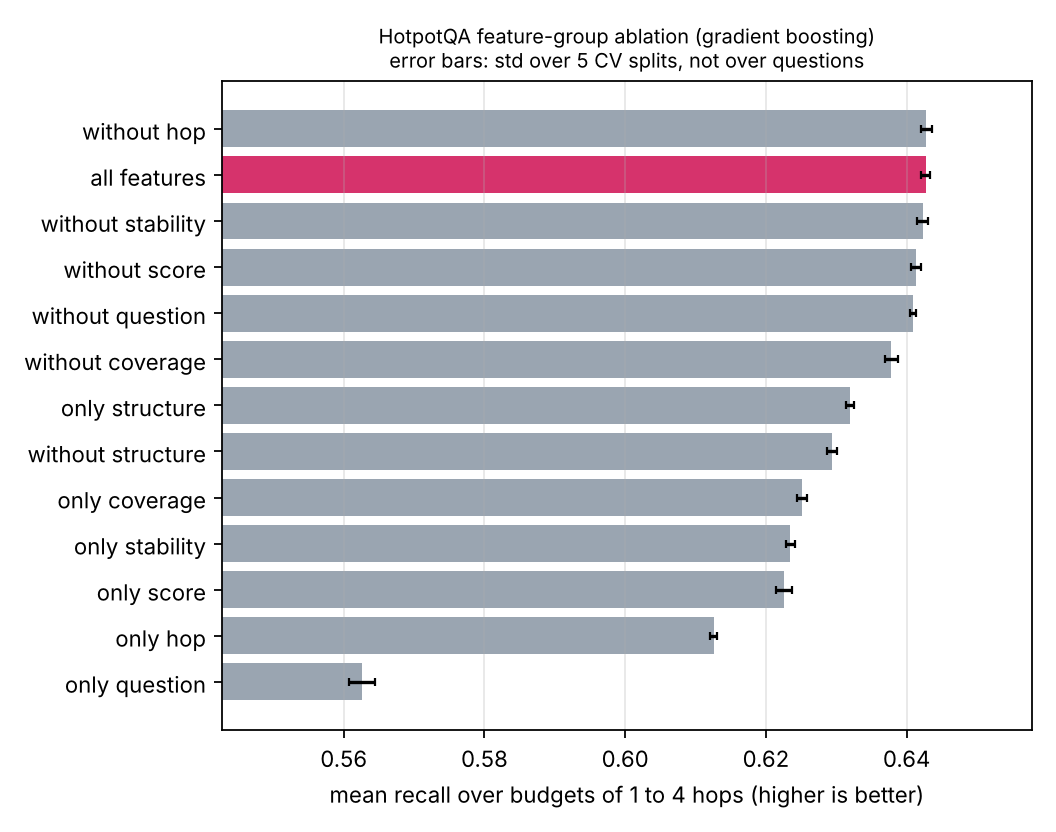 HotpotQA feature-group ablation (gradient boosting)
error bars: std over 5 CV splits, not over questions
without hop
all features
without stability
without score
without question
without coverage
only structure
without structure
only coverage
only stability
only score
only hop
only question
0.56 0.58 0.60 0.62 0.64
mean recall over budgets of 1 to 4 hops (higher is better)